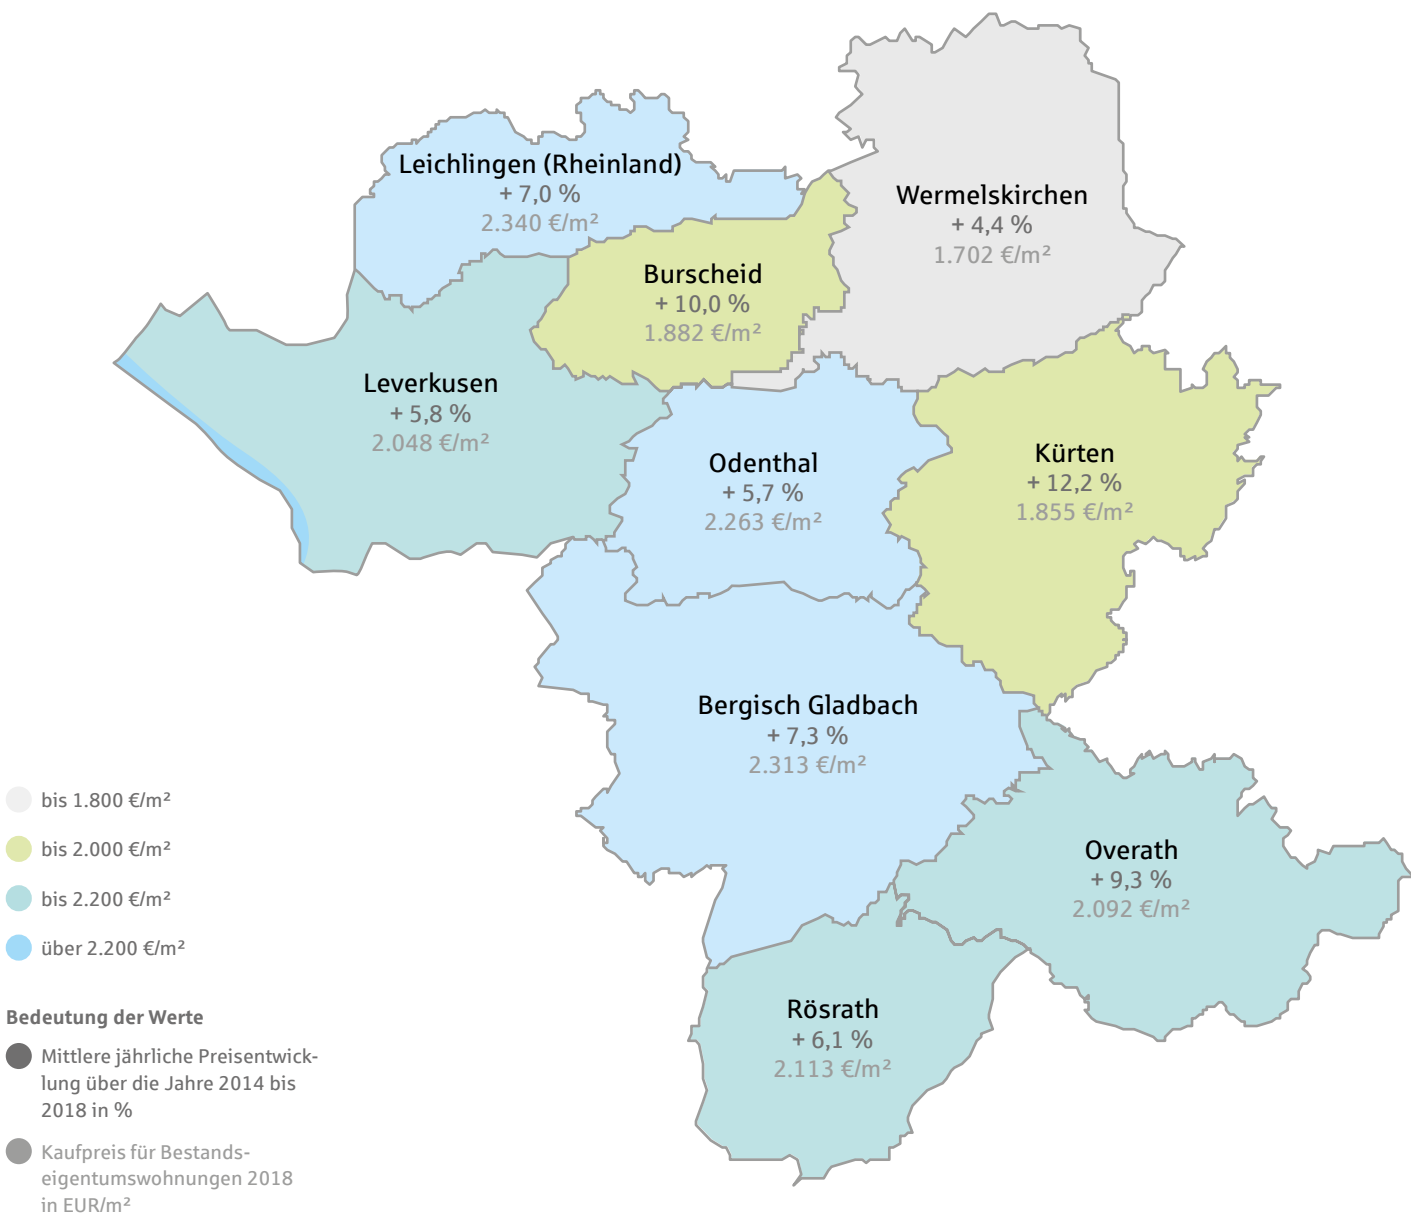 Leichlingen (Rheinland)
+ 7,0 %
2.340 €/m²
Wermelskirchen
+ 4,4 %
1.702 €/m²
Burscheid
+ 10,0 %
1.882 €/m²
Leverkusen
+ 5,8 %
2.048 €/m²
Odenthal
+ 5,7 %
2.263 €/m²
Kürten
+ 12,2 %
1.855 €/m²
Bergisch Gladbach
+ 7,3 %
2.313 €/m²
Overath
+ 9,3 %
2.092 €/m²
Rösrath
+ 6,1 %
2.113 €/m²
bis 1.800 €/m²
bis 2.000 €/m²
bis 2.200 €/m²
über 2.200 €/m²
Bedeutung der Werte
Mittlere jährliche Preisentwick-
lung über die Jahre 2014 bis
2018 in %
Kaufpreis für Bestands-
eigentumswohnungen 2018
in EUR/m²